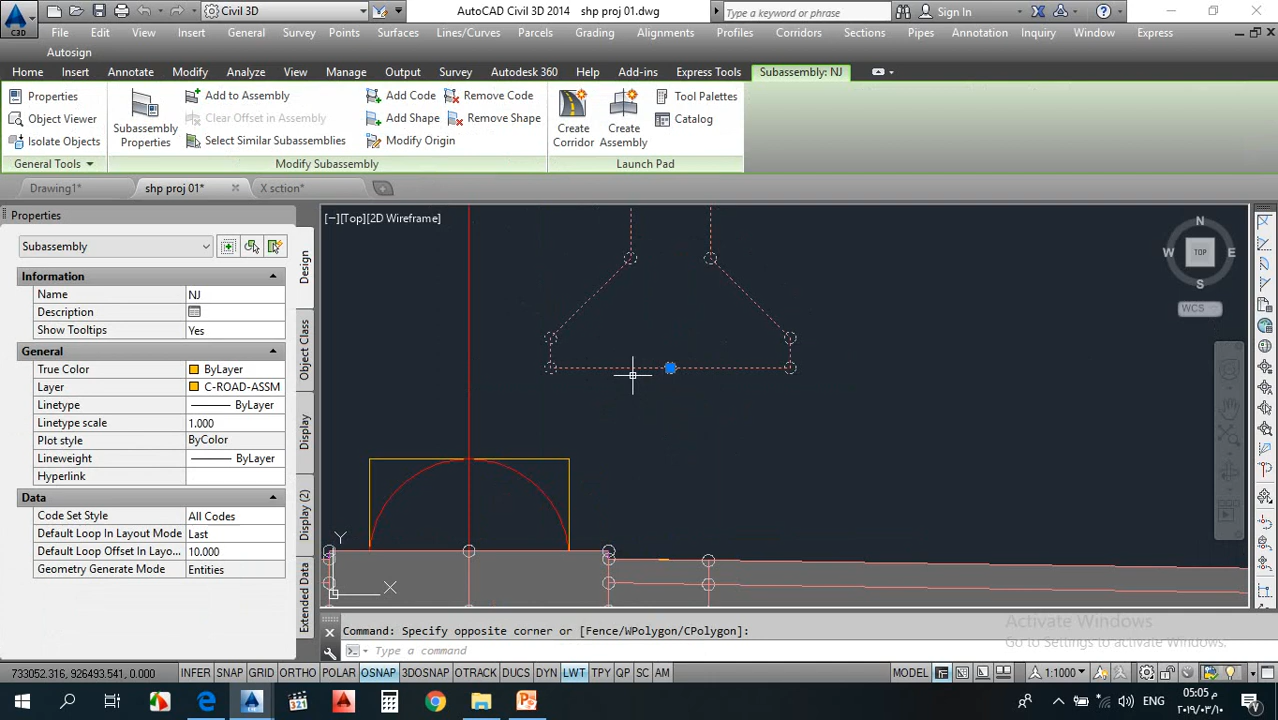 Civil 3D
AutoCAD Civil 3D 2014 shp proj 01.dwg
Type a keyword or phrase
Sign In
C3D
File Edit View Insert General Survey Points Surfaces Lines/Curves Parcels Grading Alignments Profiles Corridors Sections Pipes Annotation Inquiry Window Express
Autosign
Home Insert Annotate Modify Analyze View Manage Output Survey Autodesk 360 Help Add-ins Express Tools Subassembly: NJ
Properties
Object Viewer
Isolate Objects
General Tools
Subassembly
Properties
Add to Assembly
Clear Offset in Assembly
Select Similar Subassemblies
Add Code
Remove Code
Add Shape
Remove Shape
Modify Origin
Modify Subassembly
Create
Corridor
Create
Assembly
Tool Palettes
Catalog
Launch Pad
Drawing1*
shp proj 01*
X sction*
Properties
Subassembly
Information
Name NJ
Description
Show Tooltips Yes
General
True Color ByLayer
Layer C-ROAD-ASSM
Linetype ByLayer
Linetype scale 1.000
Plot style ByColor
Lineweight ByLayer
Hyperlink
Data
Code Set Style All Codes
Default Loop In Layout Mode Last
Default Loop Offset In Layo... 10.000
Geometry Generate Mode Entities
Design
Object Class
Display
Display (2)
Extended Data
[−][Top][2D Wireframe]
N
W TOP E
S
WCS
Y
X
Activate Windows
Go to Settings to activate Windows.
Command: Specify opposite corner or [Fence/WPolygon/CPolygon]:
Type a command
733052.316, 926493.541, 0.000 INFER SNAP GRID ORTHO POLAR OSNAP 3DOSNAP OTRACK DUCS DYN LWT TPY QP SC AM
MODEL
1:1000
C3D
321
ENG
05:05 م
٢٠١٩/٠٣/١٠